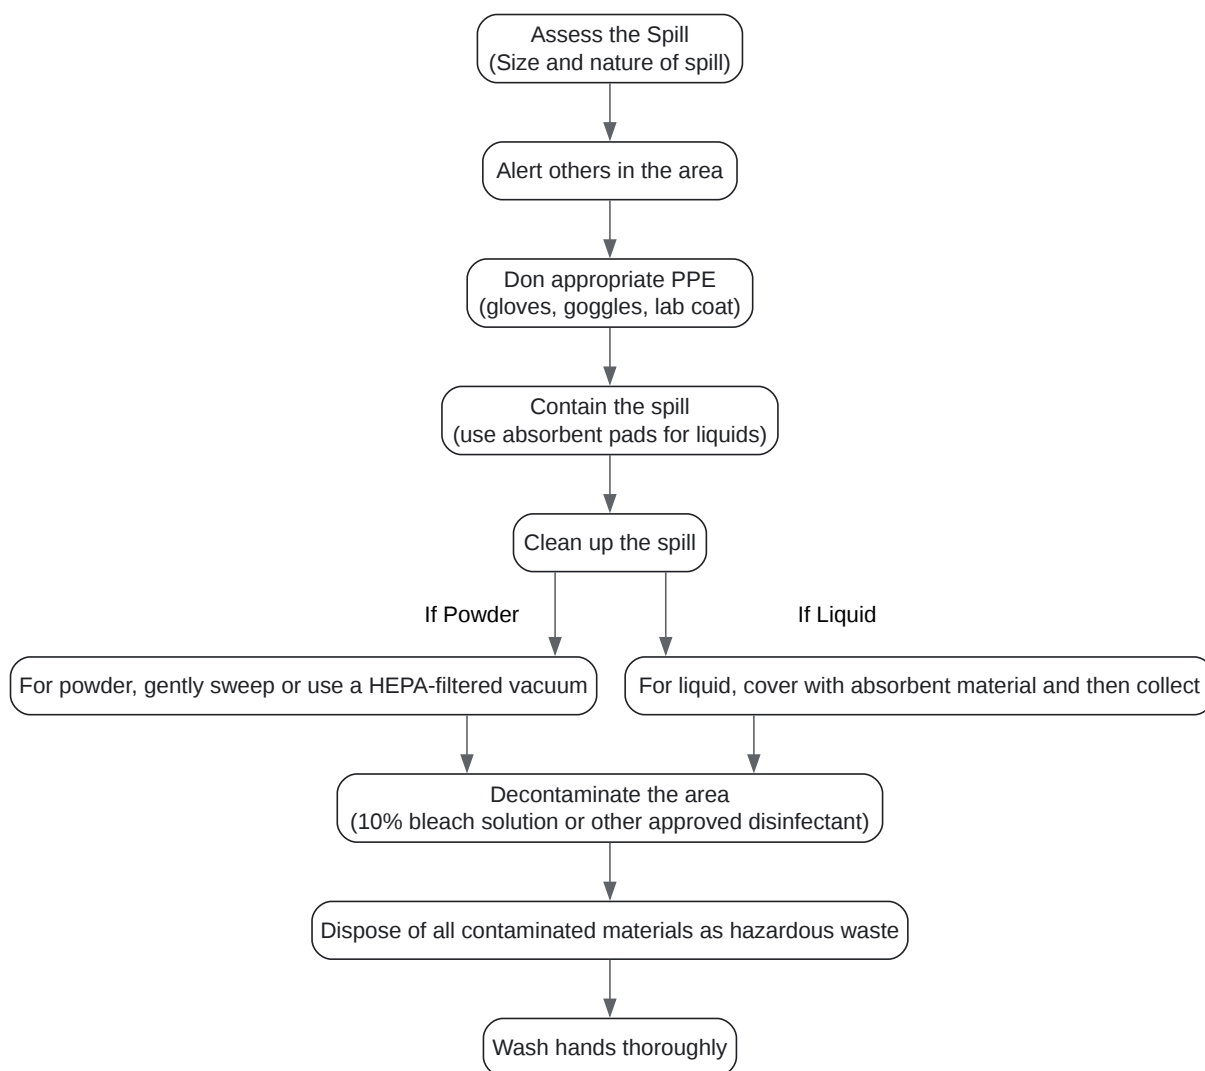 Assess the Spill
(Size and nature of spill)
Alert others in the area
Don appropriate PPE
(gloves, goggles, lab coat)
Contain the spill
(use absorbent pads for liquids)
Clean up the spill
If Powder
If Liquid
For powder, gently sweep or use a HEPA-filtered vacuum
For liquid, cover with absorbent material and then collect
Decontaminate the area
(10% bleach solution or other approved disinfectant)
Dispose of all contaminated materials as hazardous waste
Wash hands thoroughly